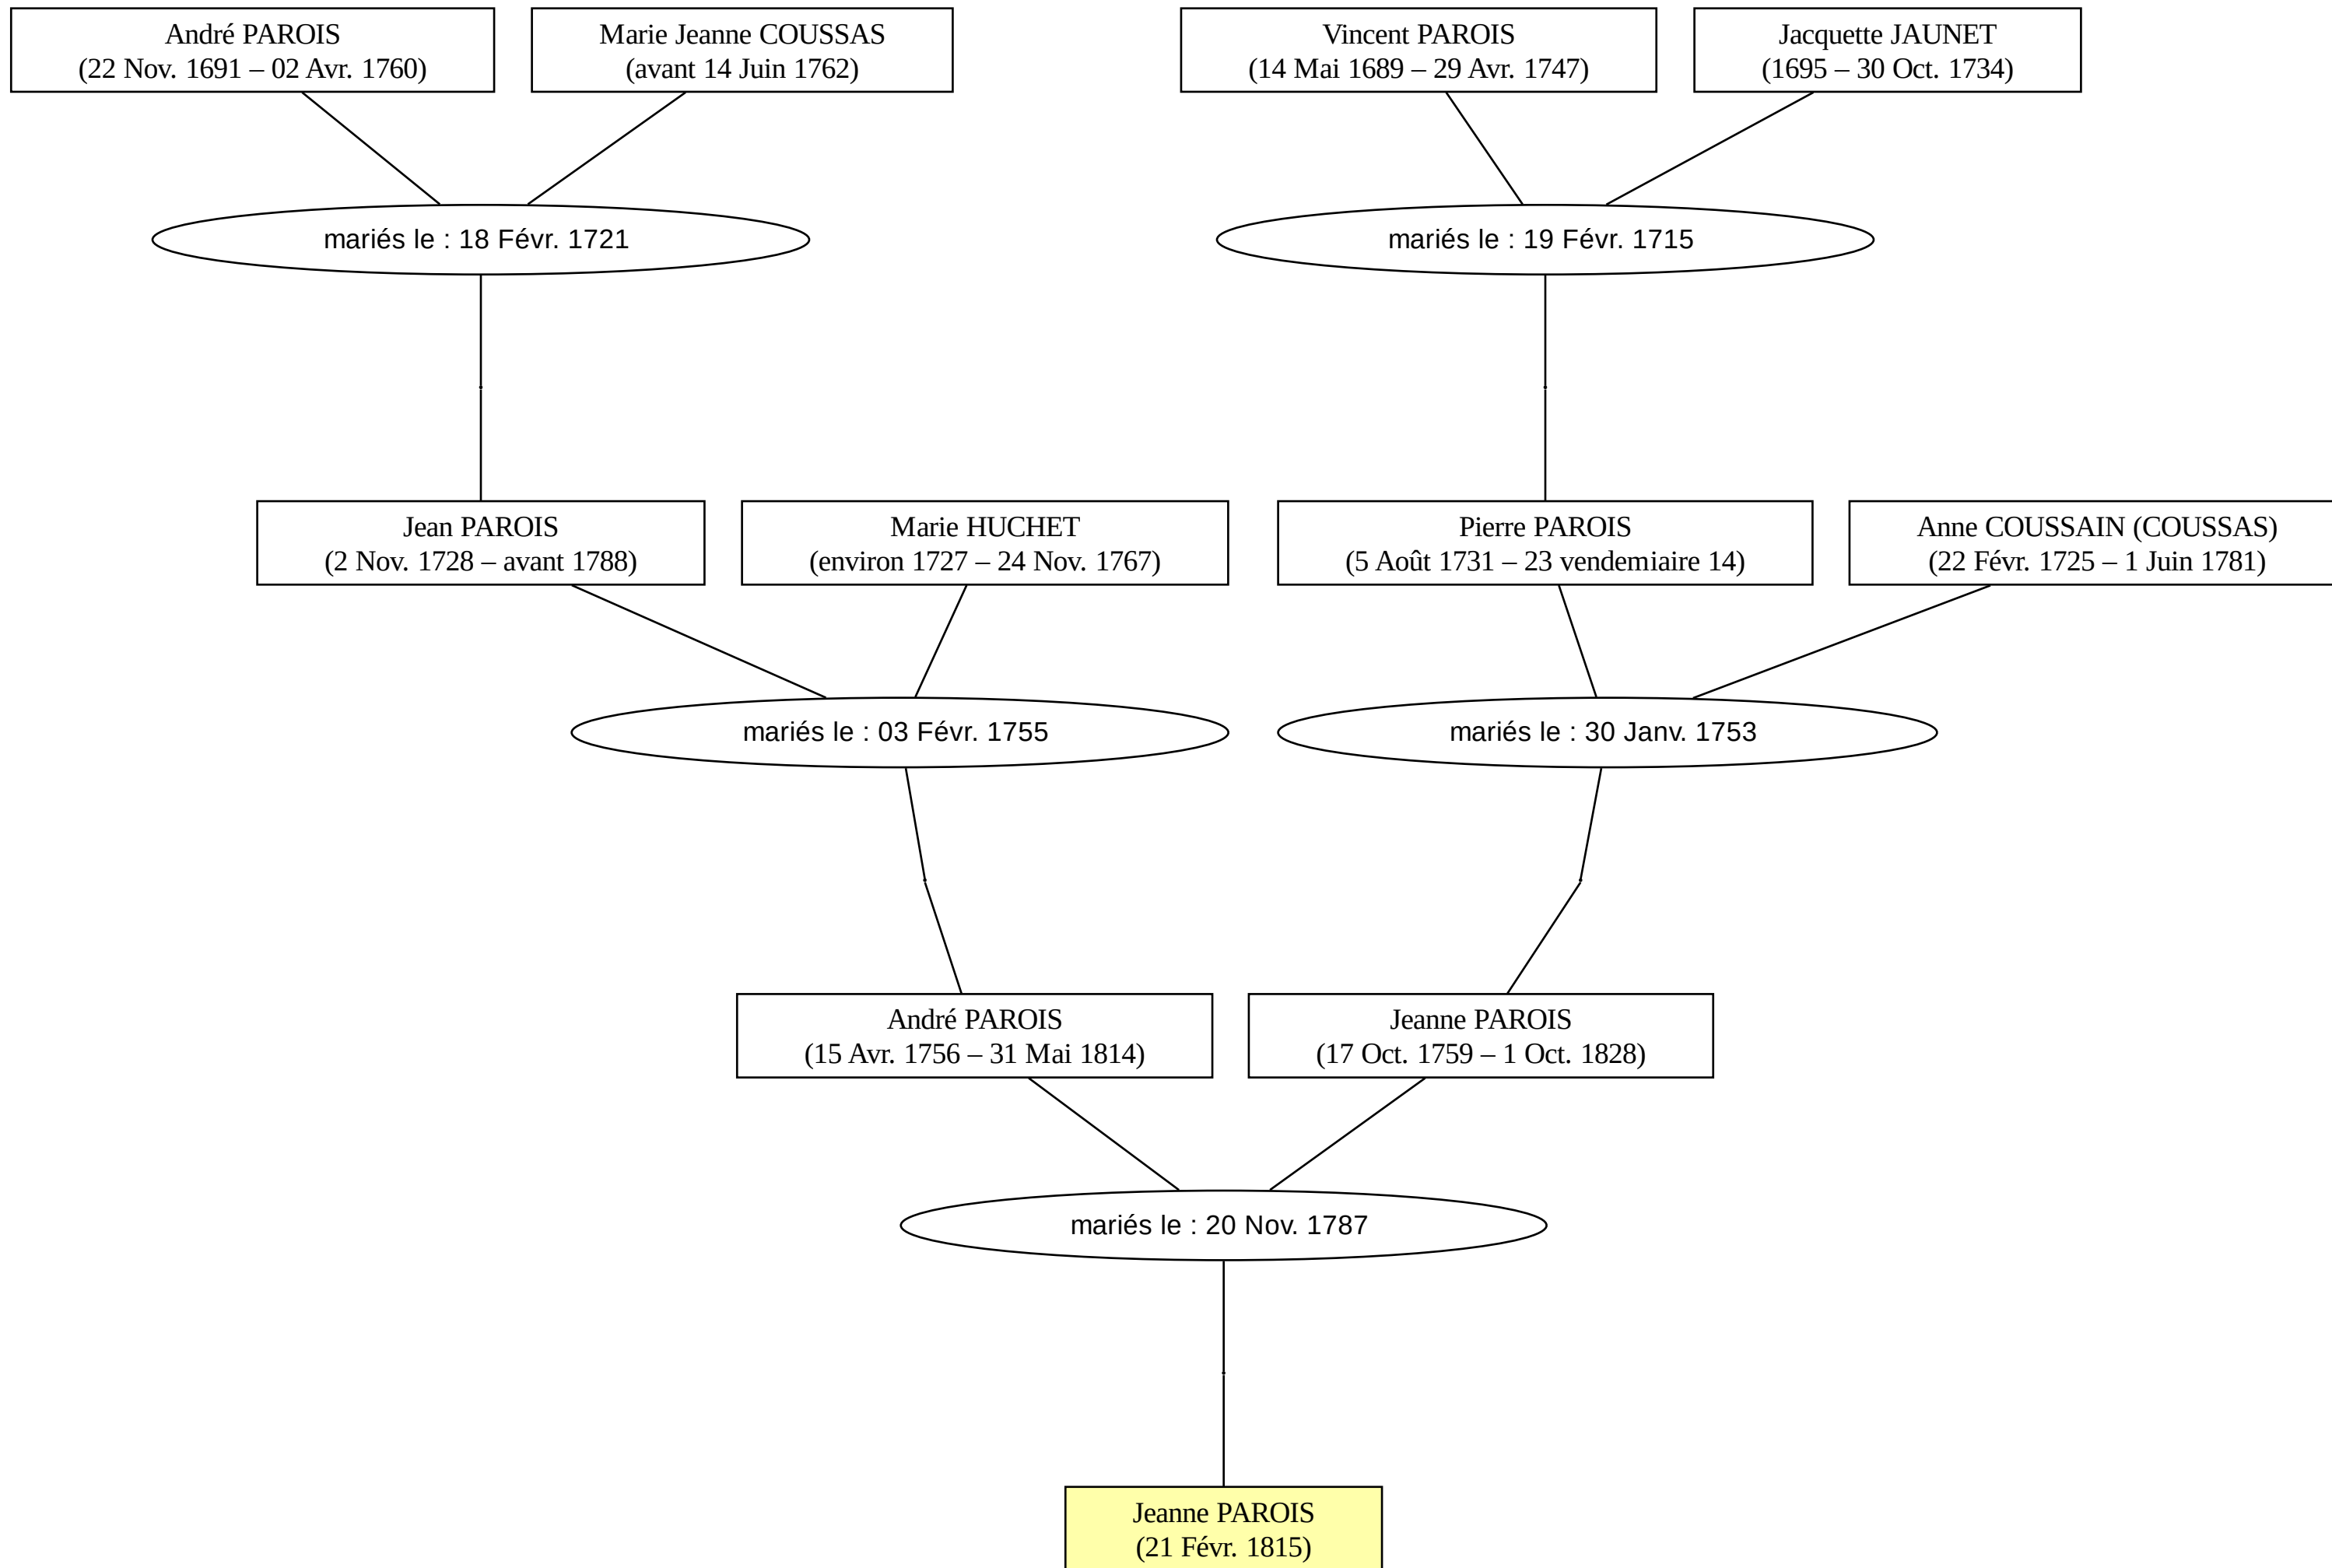 André PAROIS
(22 Nov. 1691 – 02 Avr. 1760)
Marie Jeanne COUSSAS
(avant 14 Juin 1762)
Vincent PAROIS
(14 Mai 1689 – 29 Avr. 1747)
Jacquette JAUNET
(1695 – 30 Oct. 1734)
mariés le : 18 Févr. 1721
mariés le : 19 Févr. 1715
Jean PAROIS
(2 Nov. 1728 – avant 1788)
Marie HUCHET
(environ 1727 – 24 Nov. 1767)
Pierre PAROIS
(5 Août 1731 – 23 vendemiaire 14)
Anne COUSSAIN (COUSSAS)
(22 Févr. 1725 – 1 Juin 1781)
mariés le : 03 Févr. 1755
mariés le : 30 Janv. 1753
André PAROIS
(15 Avr. 1756 – 31 Mai 1814)
Jeanne PAROIS
(17 Oct. 1759 – 1 Oct. 1828)
mariés le : 20 Nov. 1787
Jeanne PAROIS
(21 Févr. 1815)